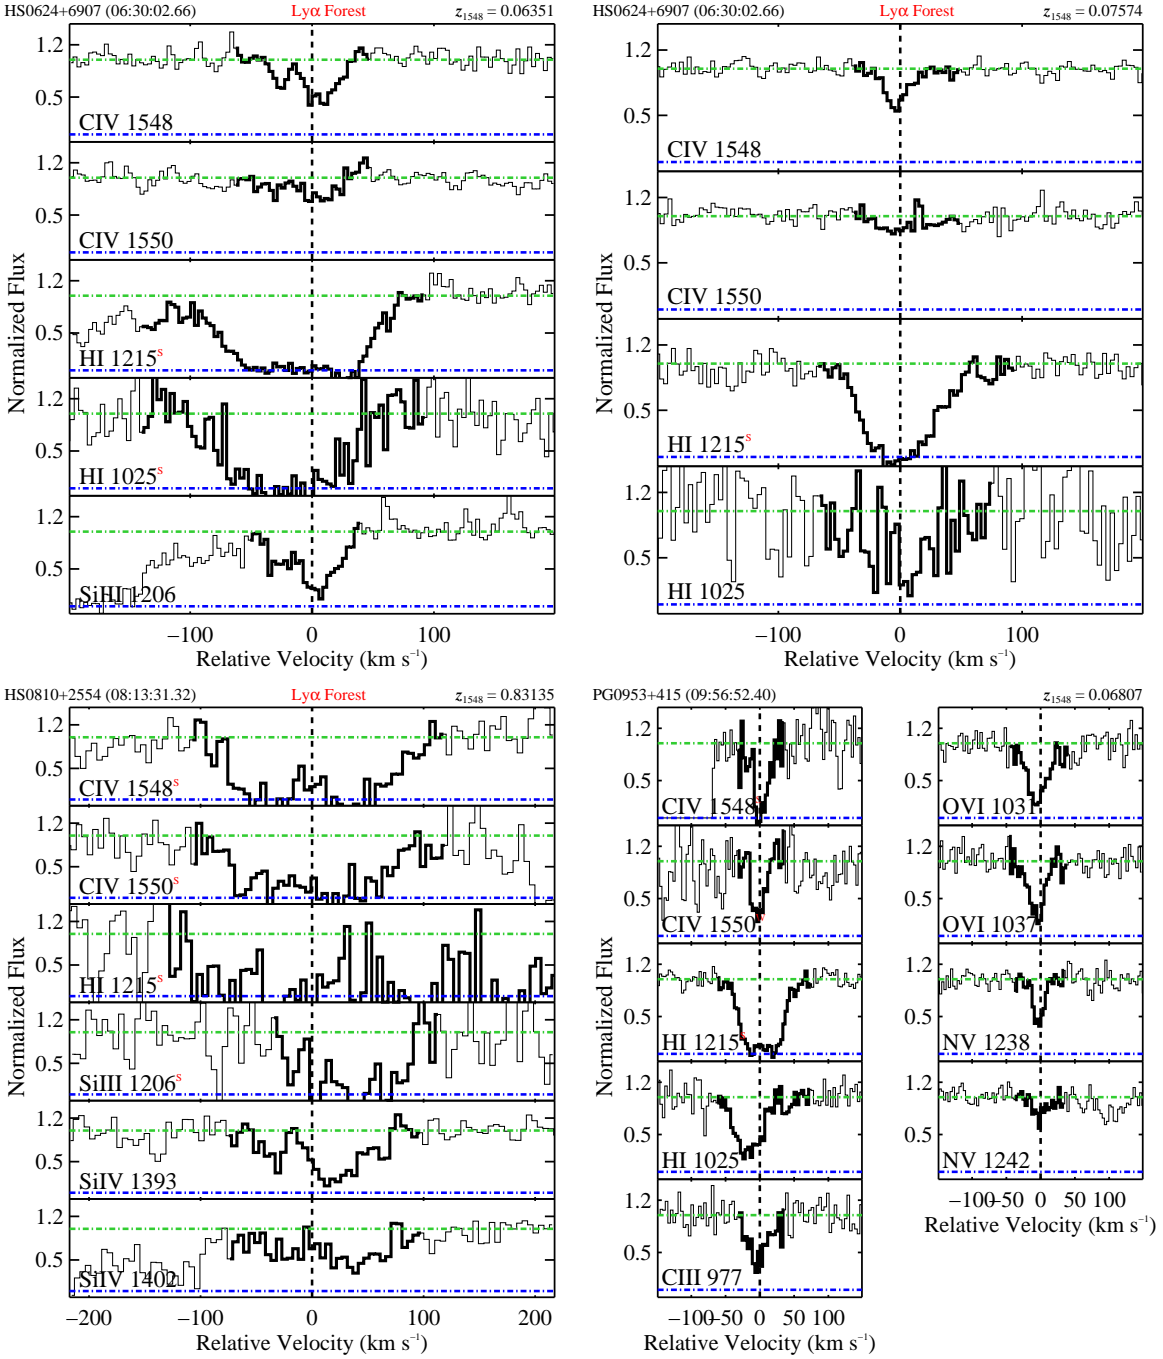 HS0624+6907 (06:30:02.66) Lyα Forest z1548 = 0.06351
1.2
0.5
CIV 1548
1.2
0.5
CIV 1550
1.2
0.5
HI 1215s
1.2
0.5
HI 1025s
1.2
0.5
SiIII 1206
−100 0 100
Relative Velocity (km s−1)
Normalized Flux
HS0624+6907 (06:30:02.66) Lyα Forest z1548 = 0.07574
1.2
0.5
CIV 1548
1.2
0.5
CIV 1550
1.2
0.5
HI 1215s
1.2
0.5
HI 1025
−100 0 100
Relative Velocity (km s−1)
Normalized Flux
HS0810+2554 (08:13:31.32) Lyα Forest z1548 = 0.83135
1.2
0.5
CIV 1548s
1.2
0.5
CIV 1550s
1.2
0.5
HI 1215s
1.2
0.5
SiIII 1206s
1.2
0.5
SiIV 1393
1.2
0.5
SiIV 1402
−200 −100 0 100 200
Relative Velocity (km s−1)
Normalized Flux
PG0953+415 (09:56:52.40) z1548 = 0.06807
1.2
0.5
CIV 1548s
1.2
0.5
CIV 1550
1.2
0.5
HI 1215s
1.2
0.5
HI 1025
1.2
0.5
CIII 977
−100 0 50 100
Relative Velocity (km s−1)
Normalized Flux
1.2
0.5
OVI 1031
1.2
0.5
OVI 1037
1.2
0.5
NV 1238
1.2
0.5
NV 1242
−100 −50 0 50 100
Relative Velocity (km s−1)